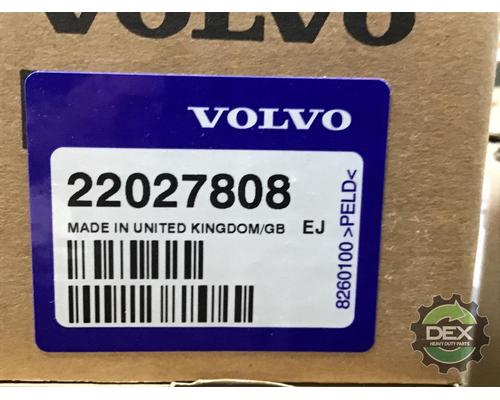 VOLVO
VOLVO
22027808
MADE IN UNITED KINGDOM/GB EJ
8260100 >PELD<
DEX
HEAVY DUTY PARTS